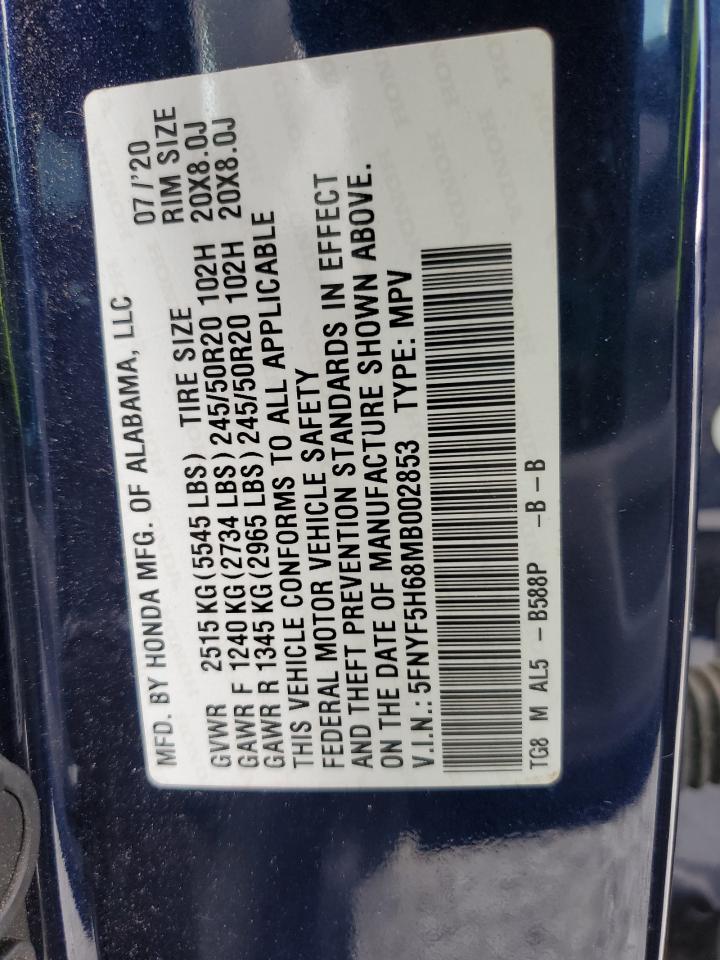 MFD. BY HONDA MFG. OF ALABAMA, LLC 07/'20
GVWR 2515 KG(5545 LBS) TIRE SIZE RIM SIZE
GAWR F 1240 KG(2734 LBS)245/50R20 102H 20X8.0J
GAWR R 1345 KG(2965 LBS)245/50R20 102H 20X8.0J
THIS VEHICLE CONFORMS TO ALL APPLICABLE
FEDERAL MOTOR VEHICLE SAFETY
AND THEFT PREVENTION STANDARDS IN EFFECT
ON THE DATE OF MANUFACTURE SHOWN ABOVE.
V.I.N.: 5FNYF5H68MB002853 TYPE: MPV
TG8 M AL5 -B588P -B -B